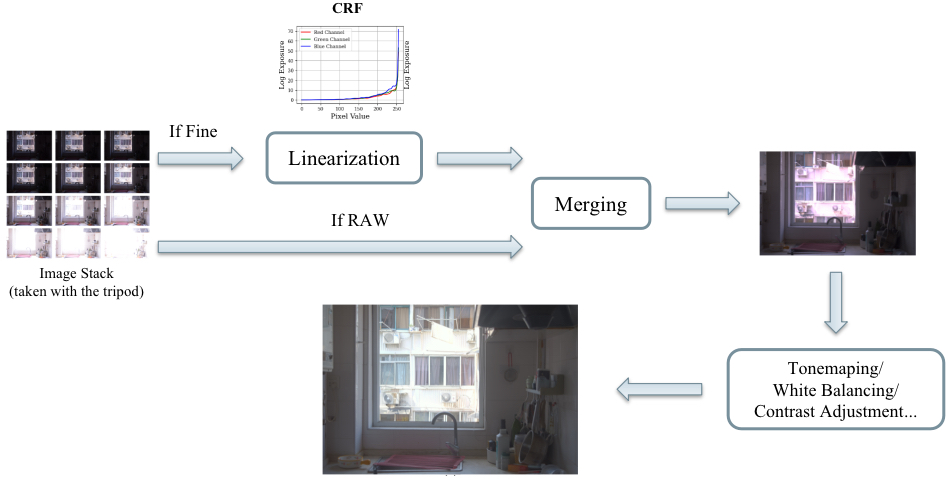 CRF
Red Channel
Green Channel
Blue Channel
Log Exposure
Log Exposure
70
60
50
40
30
20
10
0
0 50 100 150 200 250
Pixel Value
If Fine
Linearization
Merging
If RAW
Image Stack
(taken with the tripod)
Tonemaping/
White Balancing/
Contrast Adjustment...